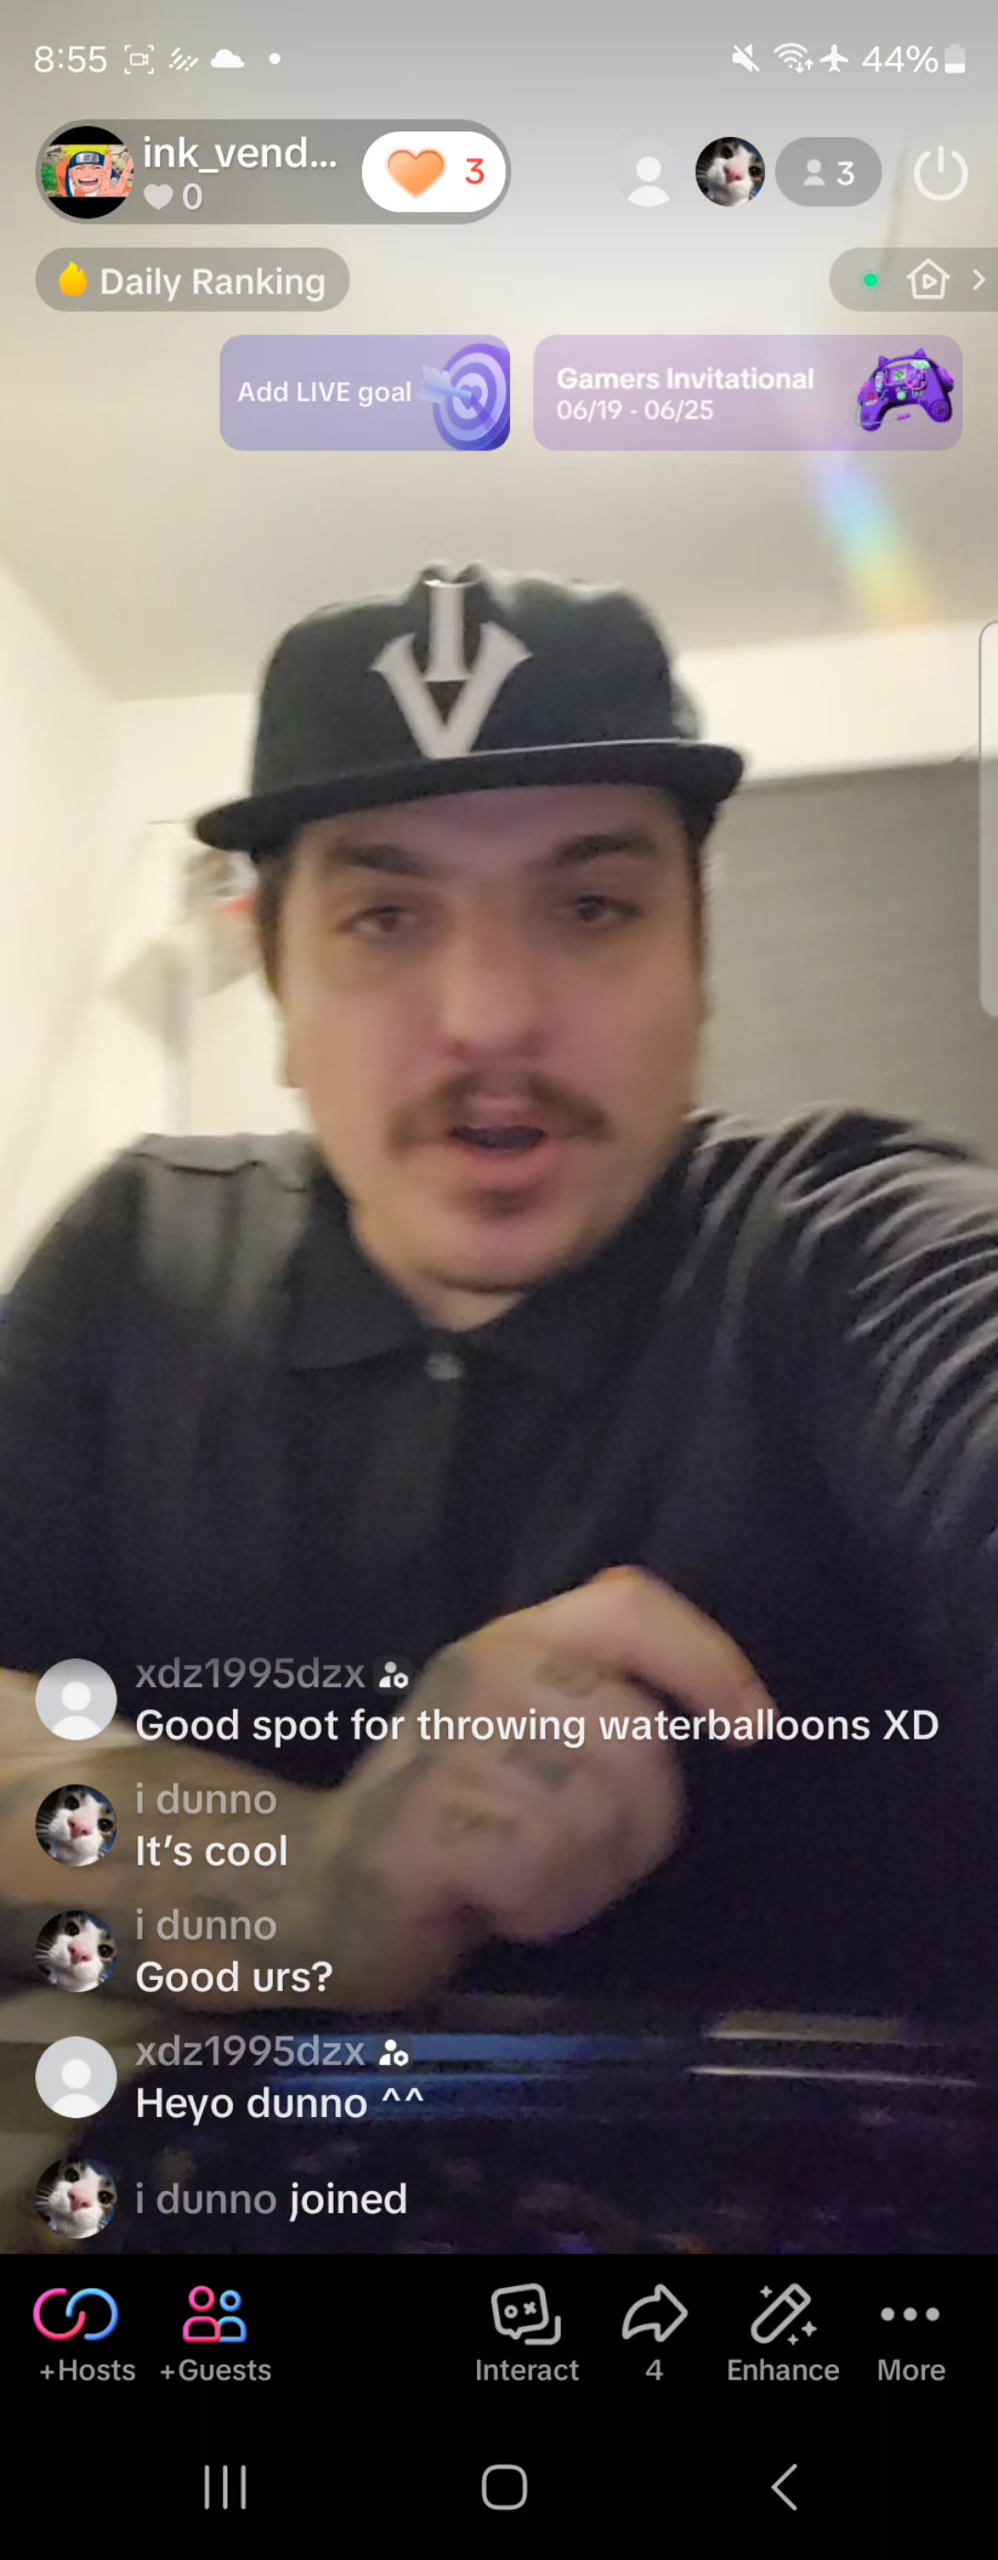 8:55
44%
ink_vend...
0
3
3
Daily Ranking
Add LIVE goal
Gamers Invitational
06/19 - 06/25
xdz1995dzx
Good spot for throwing waterballoons XD
i dunno
It's cool
i dunno
Good urs?
xdz1995dzx
Heyo dunno ^^
i dunno joined
+Hosts
+Guests
Interact
4
Enhance
More